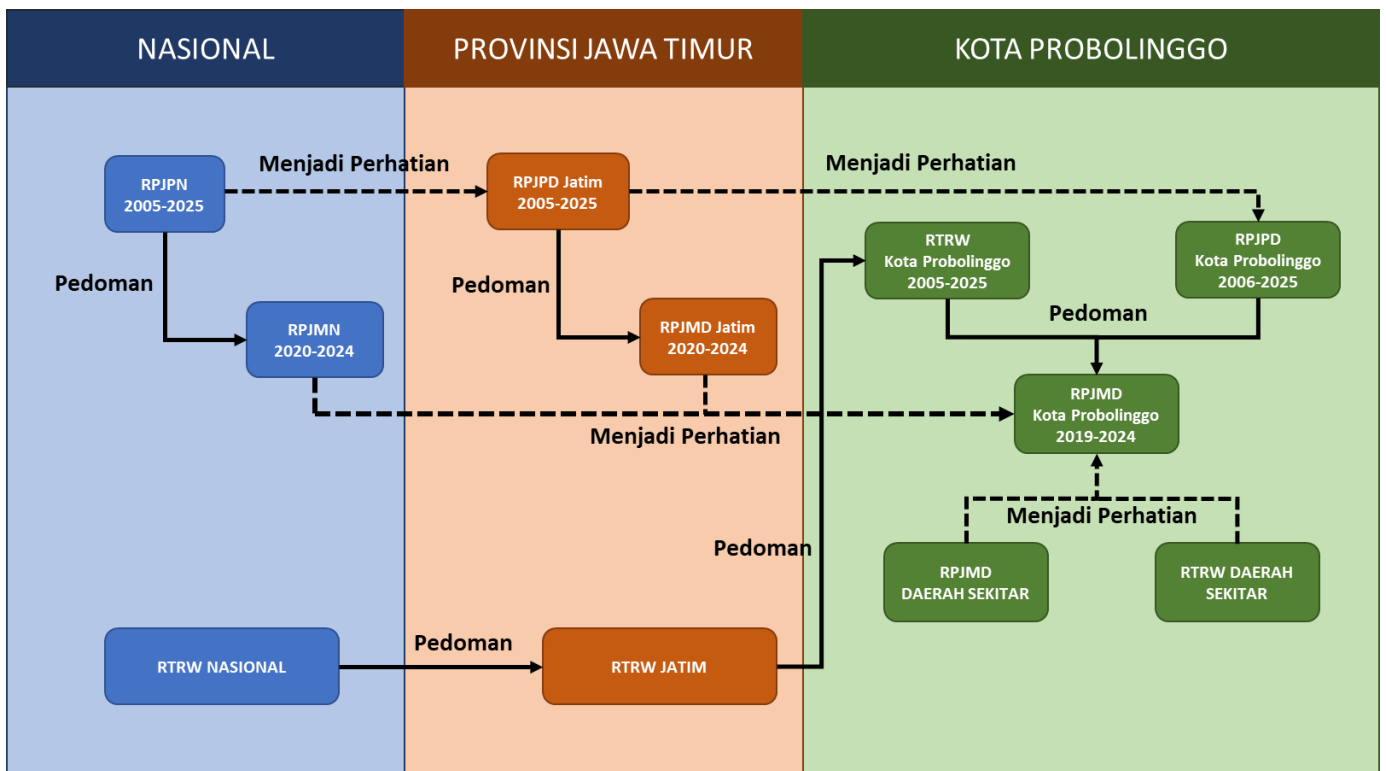 NASIONAL
PROVINSI JAWA TIMUR
KOTA PROBOLINGGO
RPJPN
2005-2025
Menjadi Perhatian
RPJPD Jatim
2005-2025
Menjadi Perhatian
RTRW
Kota Probolinggo
2005-2025
RPJPD
Kota Probolinggo
2006-2025
Pedoman
Pedoman
Pedoman
RPJMN
2020-2024
RPJMD Jatim
2020-2024
RPJMD
Kota Probolinggo
2019-2024
Menjadi Perhatian
Menjadi Perhatian
Pedoman
RPJMD
DAERAH SEKITAR
RTRW DAERAH
SEKITAR
RTRW NASIONAL
Pedoman
RTRW JATIM